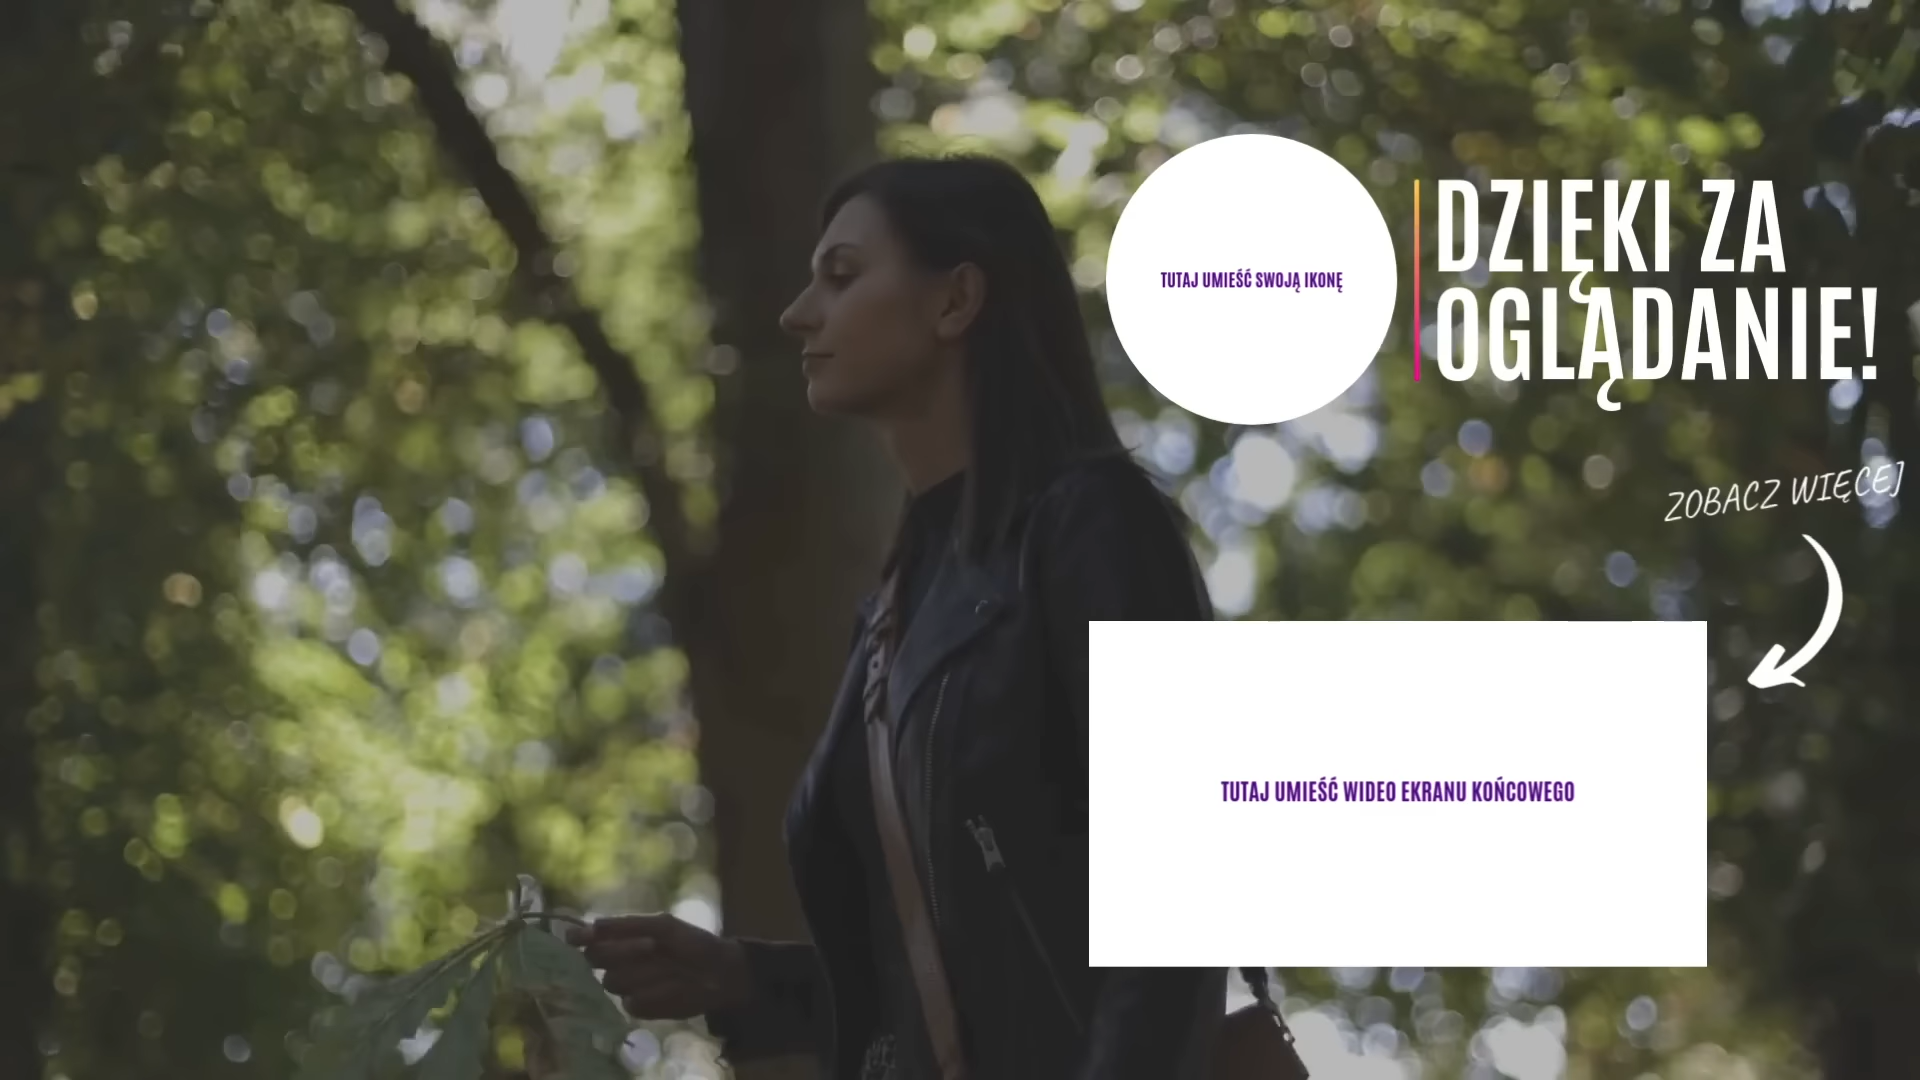 TUTAJ UMIEŚĆ SWOJĄ IKONĘ
DZIĘKI ZA
OGLĄDANIE!
ZOBACZ WIĘCEJ
TUTAJ UMIEŚĆ WIDEO EKRANU KOŃCOWEGO